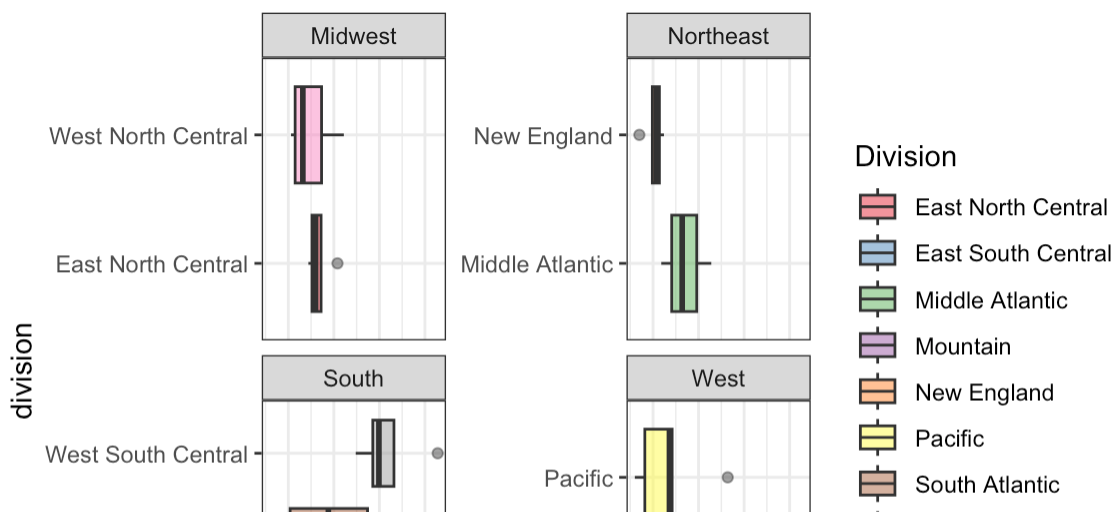 Midwest
Northeast
West North Central
New England
East North Central
Middle Atlantic
division
South
West
West South Central
Pacific
Division
East North Central
East South Central
Middle Atlantic
Mountain
New England
Pacific
South Atlantic